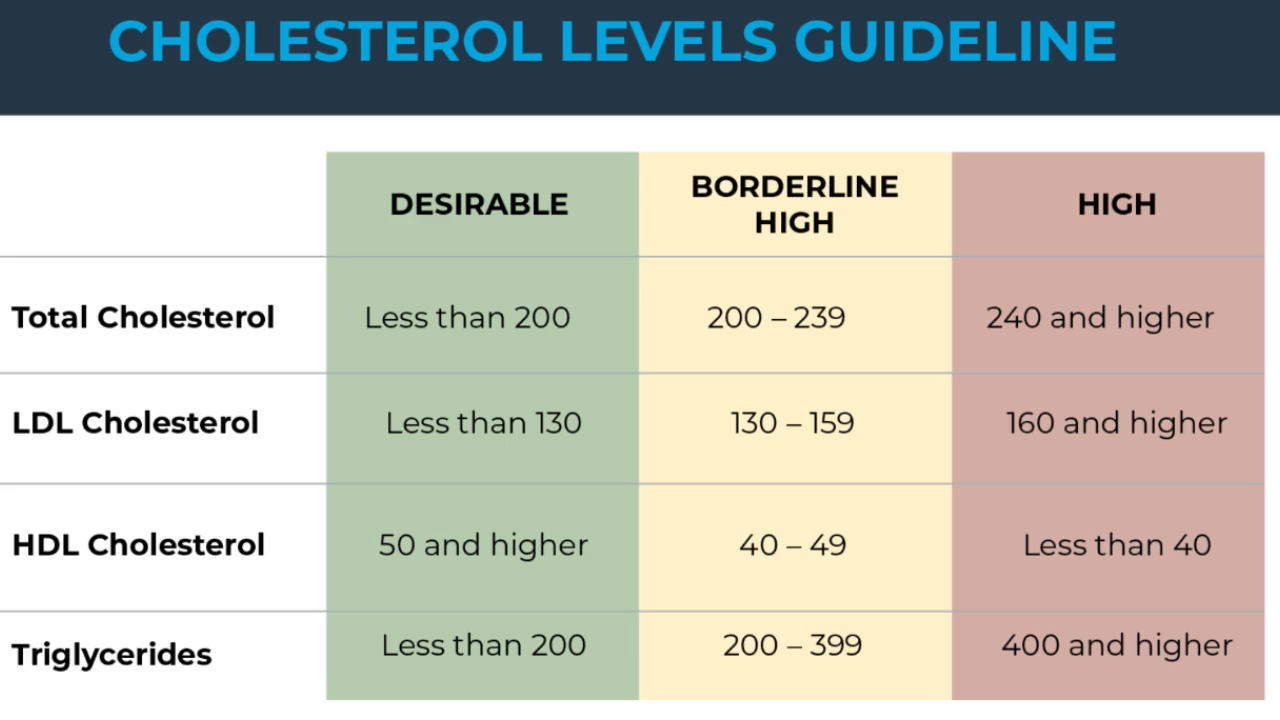 CHOLESTEROL LEVELS GUIDELINE
DESIRABLE
BORDERLINE
HIGH
HIGH
Total Cholesterol
Less than 200
200 – 239
240 and higher
LDL Cholesterol
Less than 130
130 – 159
160 and higher
HDL Cholesterol
50 and higher
40 – 49
Less than 40
Triglycerides
Less than 200
200 – 399
400 and higher